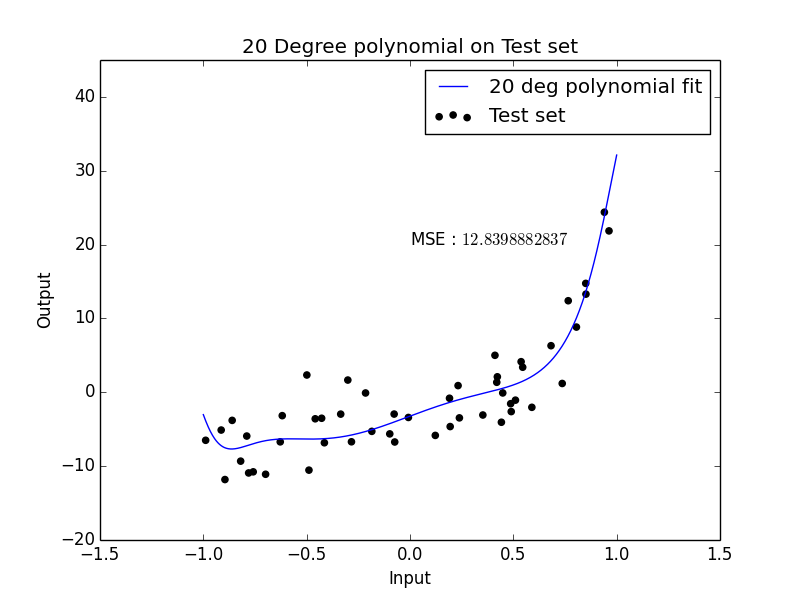 20 Degree polynomial on Test set
20 deg polynomial fit
Test set
MSE : 12.8398882837
40
30
20
10
0
−10
−20
Output
−1.5 −1.0 −0.5 0.0 0.5 1.0 1.5
Input